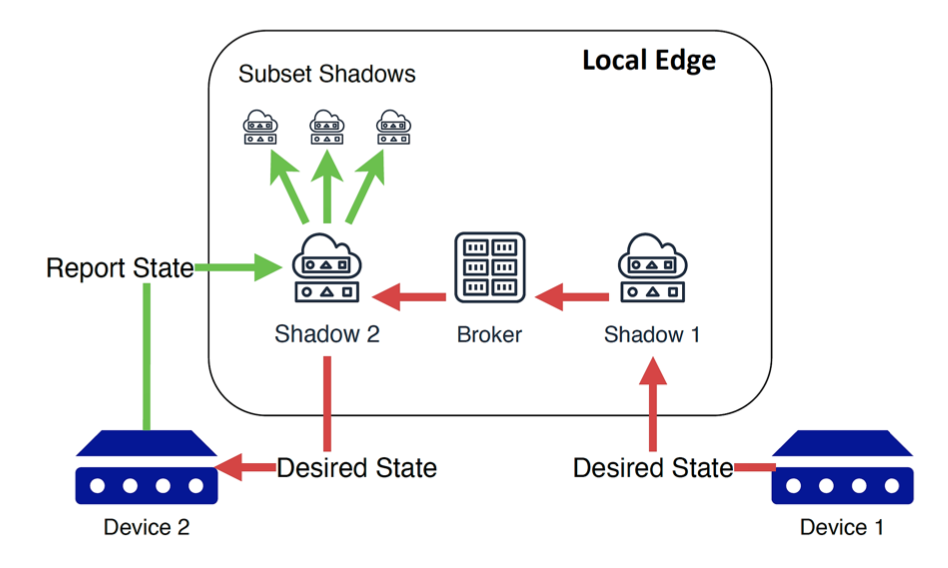 Local Edge
Subset Shadows
Report State
Shadow 2
Broker
Shadow 1
Desired State
Desired State
Device 2
Device 1